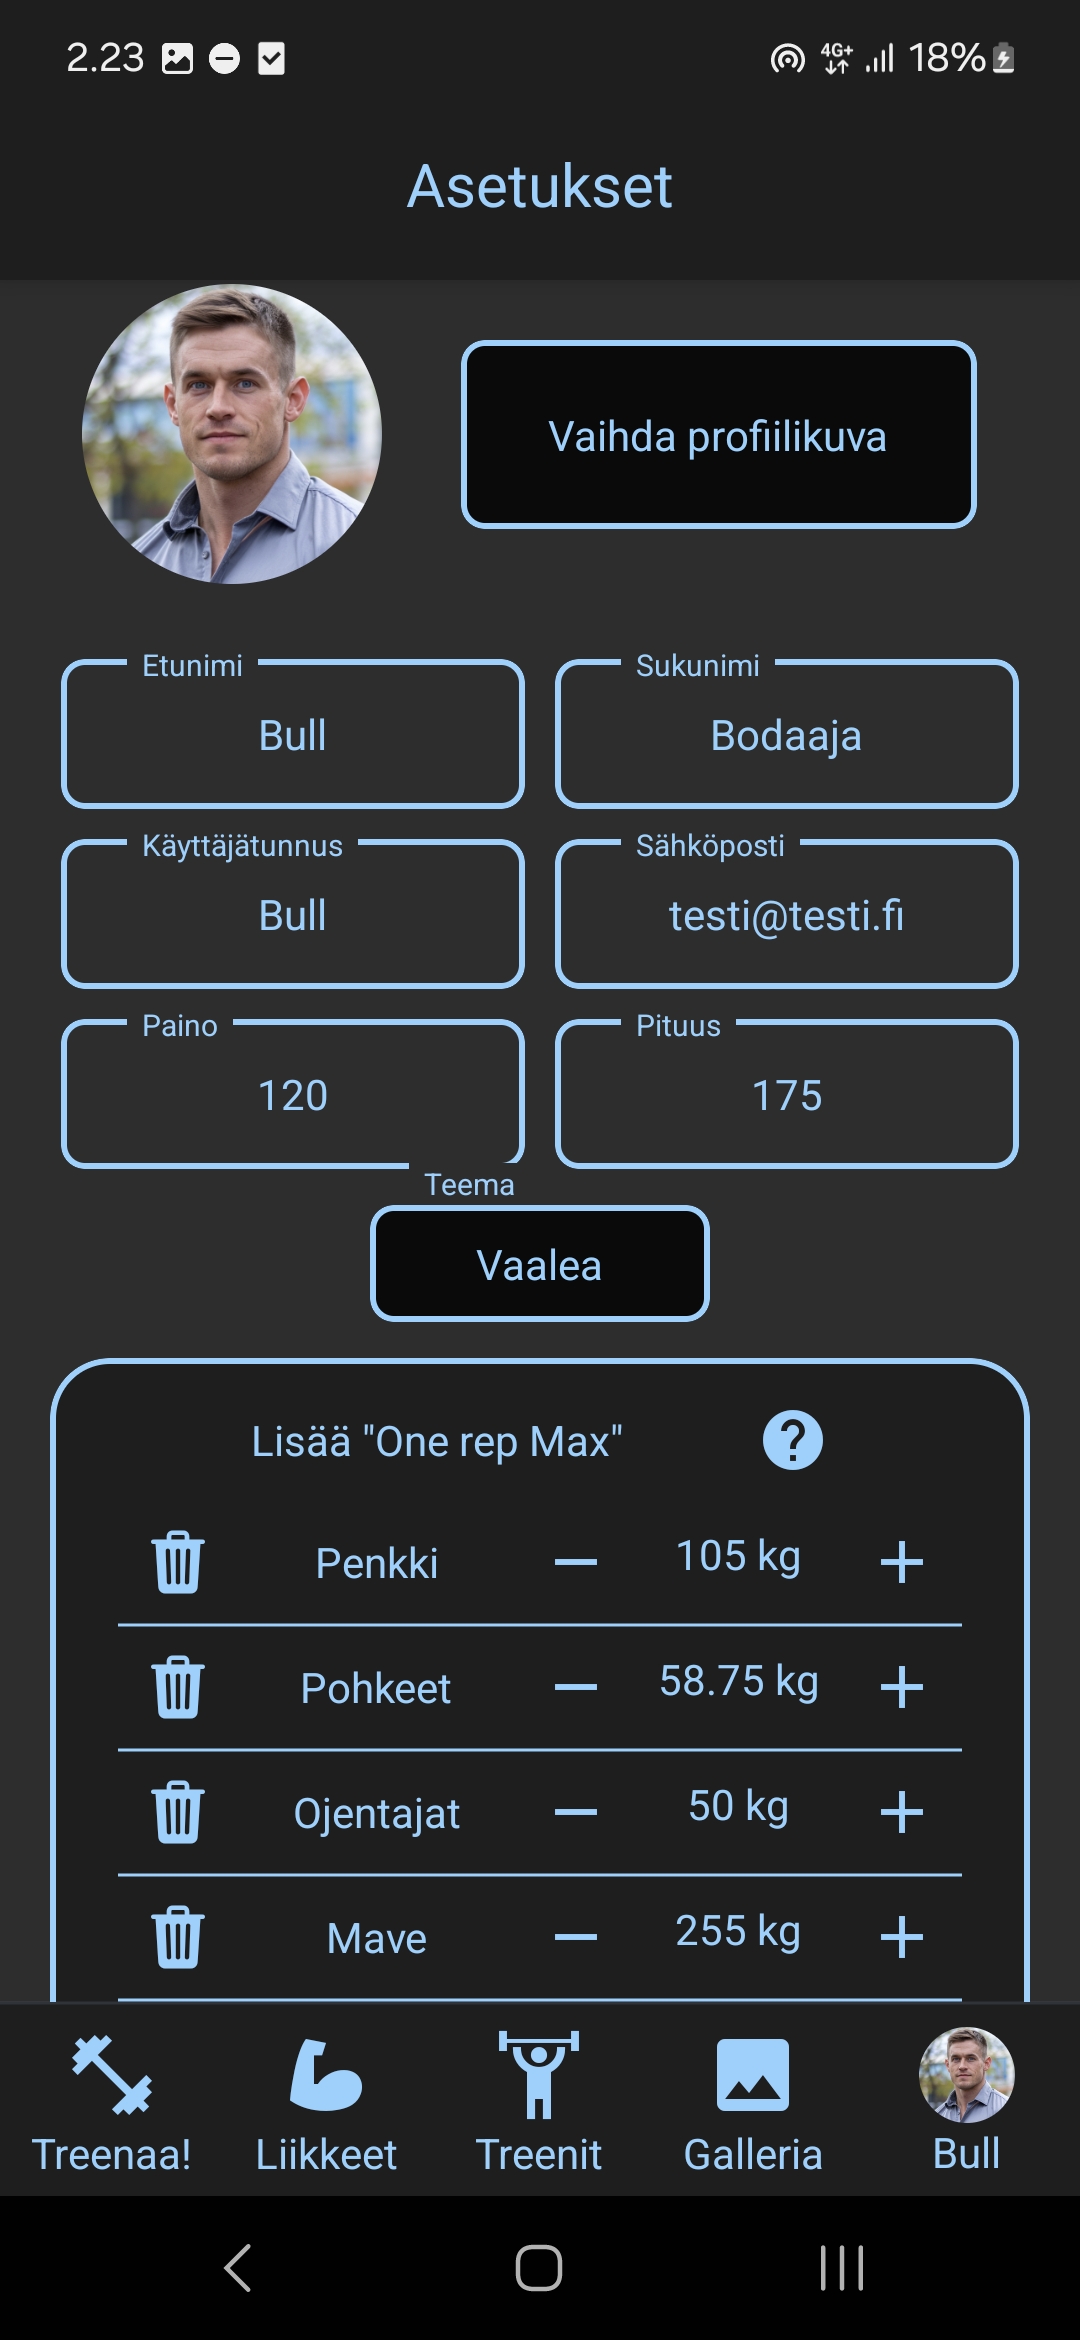 2.23 4G+ 18%
Asetukset
Vaihda profiilikuva
Etunimi Sukunimi
Bull Bodaaja
Käyttäjätunnus Sähköposti
Bull testi@testi.fi
Paino Pituus
120 175
Teema
Vaalea
Lisää "One rep Max" ?
Penkki 105 kg
Pohkeet 58.75 kg
Ojentajat 50 kg
Mave 255 kg
Treenaa! Liikkeet Treenit Galleria Bull